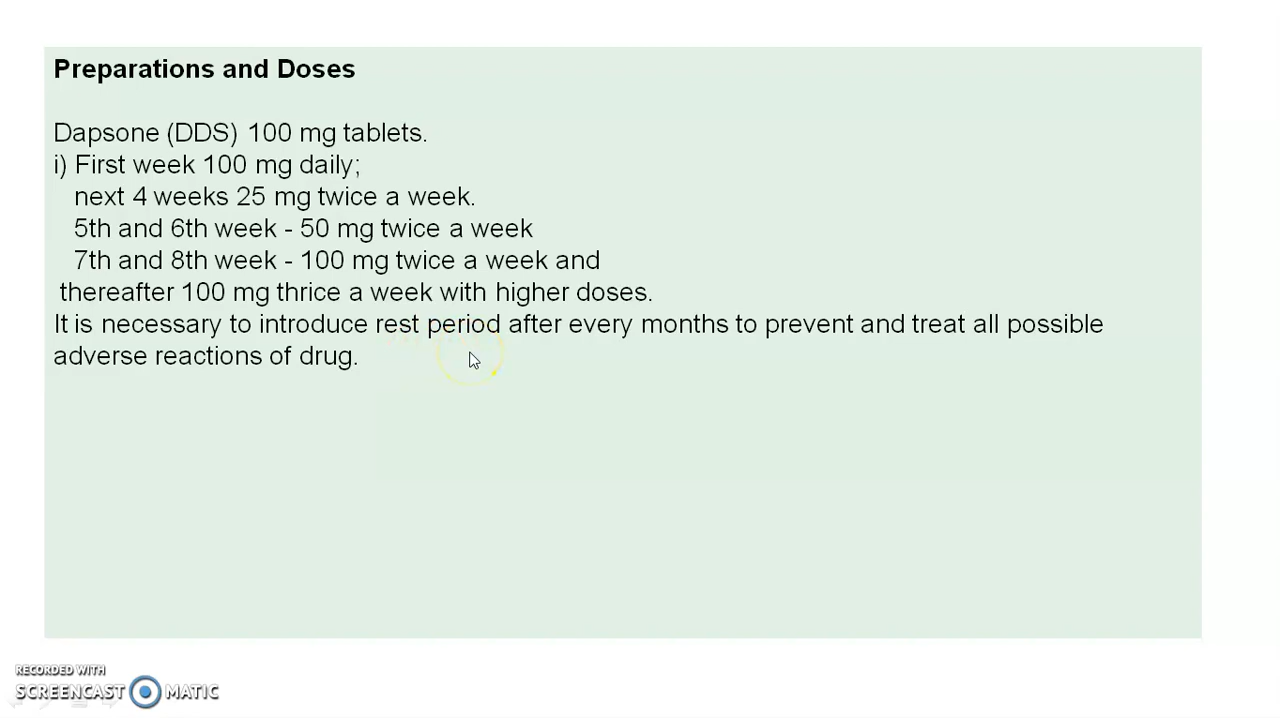 Preparations and Doses
Dapsone (DDS) 100 mg tablets.
i) First week 100 mg daily;
next 4 weeks 25 mg twice a week.
5th and 6th week - 50 mg twice a week
7th and 8th week - 100 mg twice a week and
thereafter 100 mg thrice a week with higher doses.
It is necessary to introduce rest period after every months to prevent and treat all possible
adverse reactions of drug.
RECORDED WITH
SCREENCAST MATIC